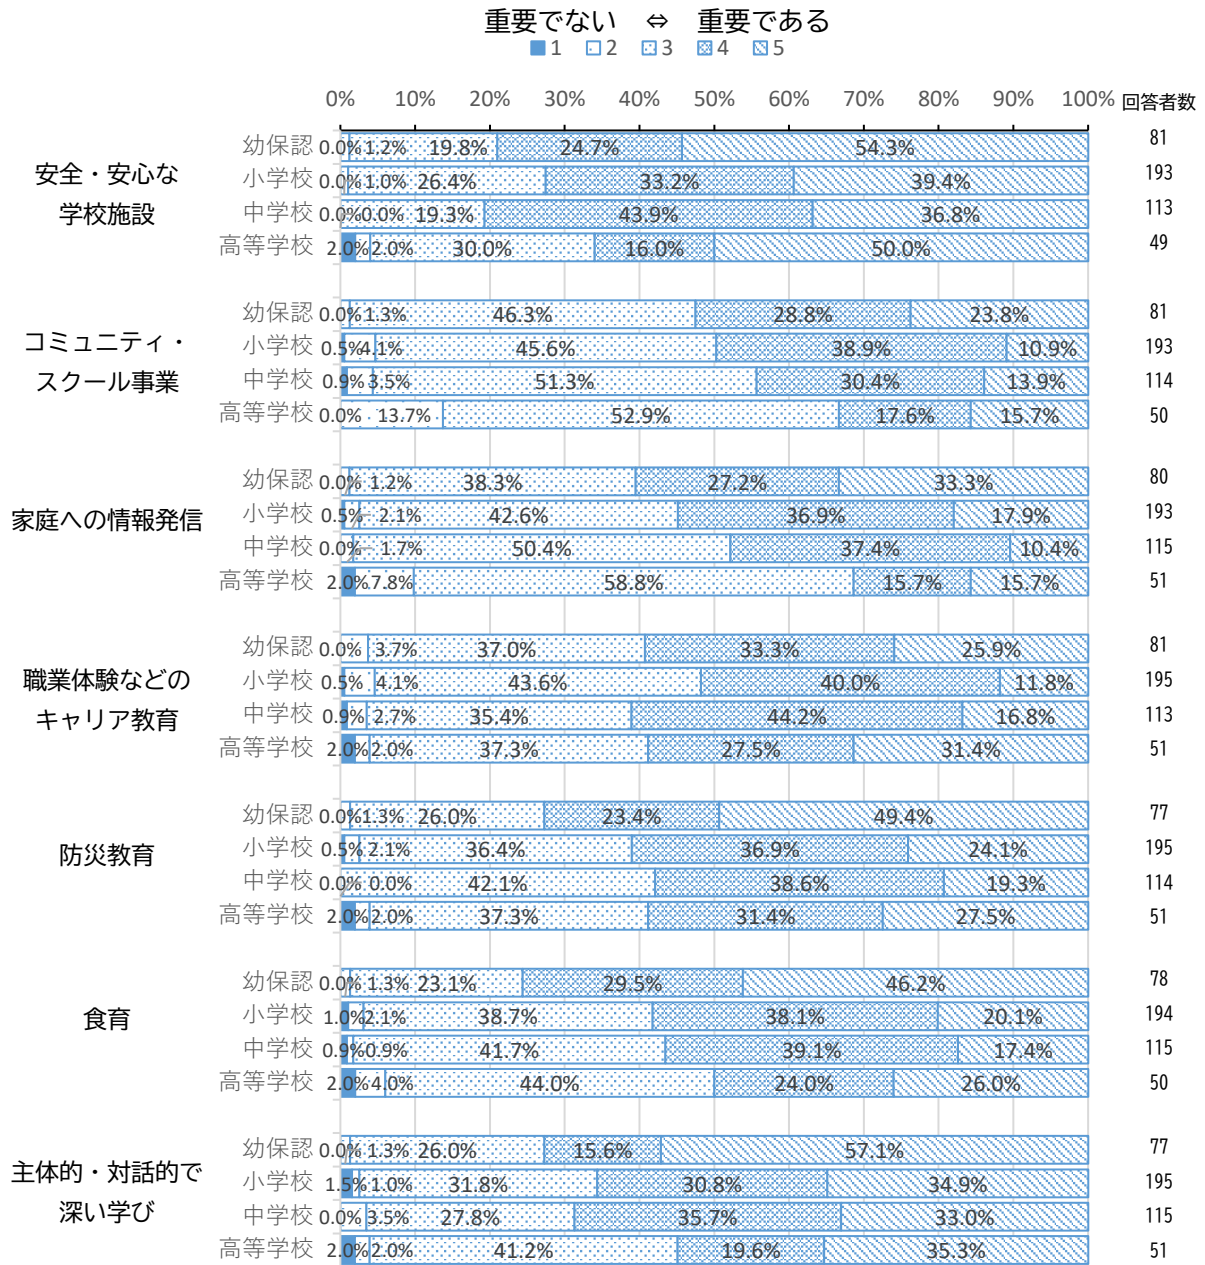 重要でない ⇔ 重要である
1 2 3 4 5
0% 10% 20% 30% 40% 50% 60% 70% 80% 90% 100% 回答者数
安全・安心な
学校施設
幼保認 0.0% 1.2% 19.8% 24.7% 54.3% 81
小学校 0.0% 1.0% 26.4% 33.2% 39.4% 193
中学校 0.0% 0.0% 19.3% 43.9% 36.8% 113
高等学校 2.0% 2.0% 30.0% 16.0% 50.0% 49
コミュニティ・
スクール事業
幼保認 0.0% 1.3% 46.3% 28.8% 23.8% 81
小学校 0.5% 4.1% 45.6% 38.9% 10.9% 193
中学校 0.9% 3.5% 51.3% 30.4% 13.9% 114
高等学校 0.0% 13.7% 52.9% 17.6% 15.7% 50
家庭への情報発信
幼保認 0.0% 1.2% 38.3% 27.2% 33.3% 80
小学校 0.5% 2.1% 42.6% 36.9% 17.9% 193
中学校 0.0% 1.7% 50.4% 37.4% 10.4% 115
高等学校 2.0% 7.8% 58.8% 15.7% 15.7% 51
職業体験などの
キャリア教育
幼保認 0.0% 3.7% 37.0% 33.3% 25.9% 81
小学校 0.5% 4.1% 43.6% 40.0% 11.8% 195
中学校 0.9% 2.7% 35.4% 44.2% 16.8% 113
高等学校 2.0% 2.0% 37.3% 27.5% 31.4% 51
防災教育
幼保認 0.0% 1.3% 26.0% 23.4% 49.4% 77
小学校 0.5% 2.1% 36.4% 36.9% 24.1% 195
中学校 0.0% 0.0% 42.1% 38.6% 19.3% 114
高等学校 2.0% 2.0% 37.3% 31.4% 27.5% 51
食育
幼保認 0.0% 1.3% 23.1% 29.5% 46.2% 78
小学校 1.0% 2.1% 38.7% 38.1% 20.1% 194
中学校 0.9% 0.9% 41.7% 39.1% 17.4% 115
高等学校 2.0% 4.0% 44.0% 24.0% 26.0% 50
主体的・対話的で
深い学び
幼保認 0.0% 1.3% 26.0% 15.6% 57.1% 77
小学校 1.5% 1.0% 31.8% 30.8% 34.9% 195
中学校 0.0% 3.5% 27.8% 35.7% 33.0% 115
高等学校 2.0% 2.0% 41.2% 19.6% 35.3% 51